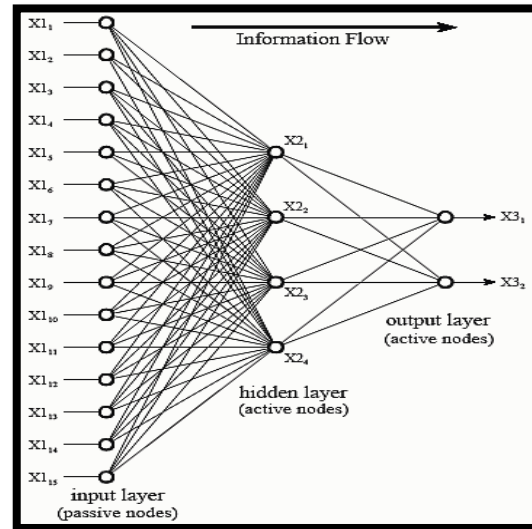 Information Flow
X1₁
X1₂
X1₃
X1₄
X1₅
X1₆
X1₇
X1₈
X1₉
X1₁₀
X1₁₁
X1₁₂
X1₁₃
X1₁₄
X1₁₅
input layer
(passive nodes)
X2₁
X2₂
X2₃
X2₄
hidden layer
(active nodes)
X3₁
X3₂
output layer
(active nodes)